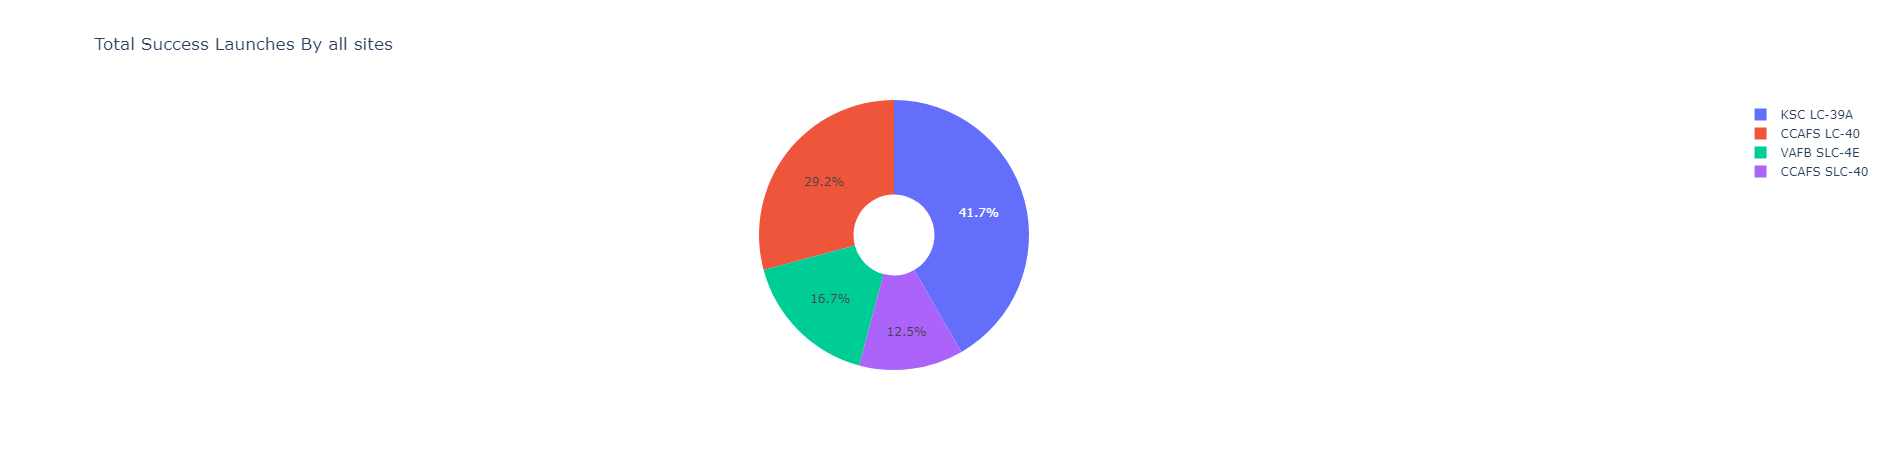 Total Success Launches By all sites
KSC LC-39A
CCAFS LC-40
VAFB SLC-4E
CCAFS SLC-40
29.2%
41.7%
16.7%
12.5%